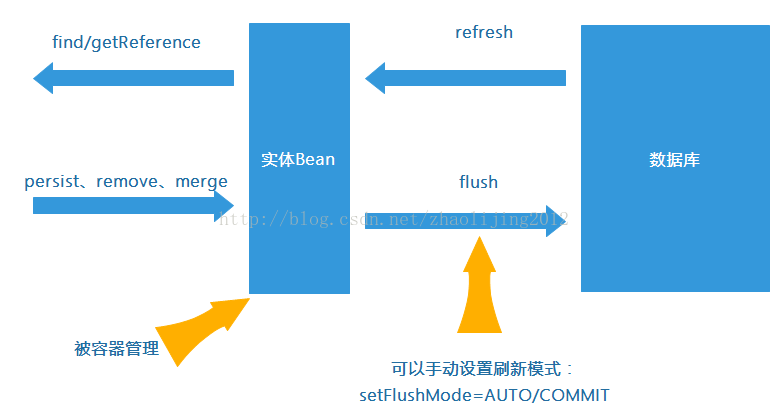 find/getReference
refresh
实体Bean
数据库
persist、remove、merge
flush
http://blog.csdn.net/zhaolijing2012
被容器管理
可以手动设置刷新模式：
setFlushMode=AUTO/COMMIT